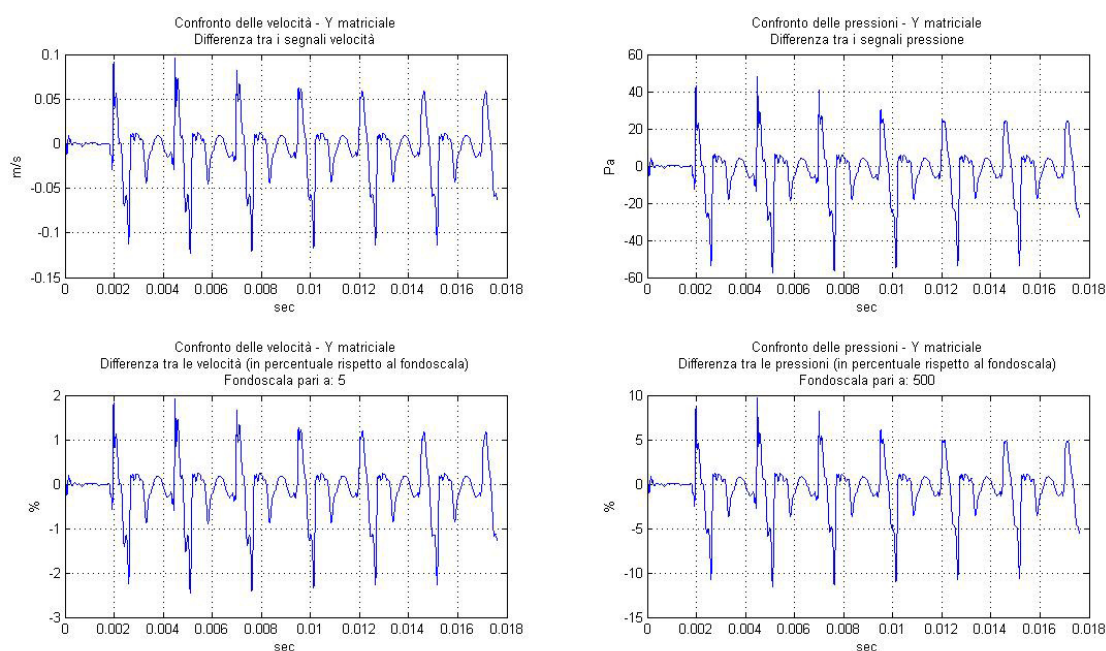 Confronto delle velocità - Y matriciale
Differenza tra i segnali velocità
0.1
0.05
0
-0.05
-0.1
-0.15
m/s
0 0.002 0.004 0.006 0.008 0.01 0.012 0.014 0.016 0.018
sec
Confronto delle pressioni - Y matriciale
Differenza tra i segnali pressione
60
40
20
0
-20
-40
-60
Pa
0 0.002 0.004 0.006 0.008 0.01 0.012 0.014 0.016 0.018
sec
Confronto delle velocità - Y matriciale
Differenza tra le velocità (in percentuale rispetto al fondoscala)
Fondoscala pari a: 5
2
1
0
-1
-2
-3
%
0 0.002 0.004 0.006 0.008 0.01 0.012 0.014 0.016 0.018
sec
Confronto delle pressioni - Y matriciale
Differenza tra le pressioni (in percentuale rispetto al fondoscala)
Fondoscala pari a: 500
10
5
0
-5
-10
-15
%
0 0.002 0.004 0.006 0.008 0.01 0.012 0.014 0.016 0.018
sec